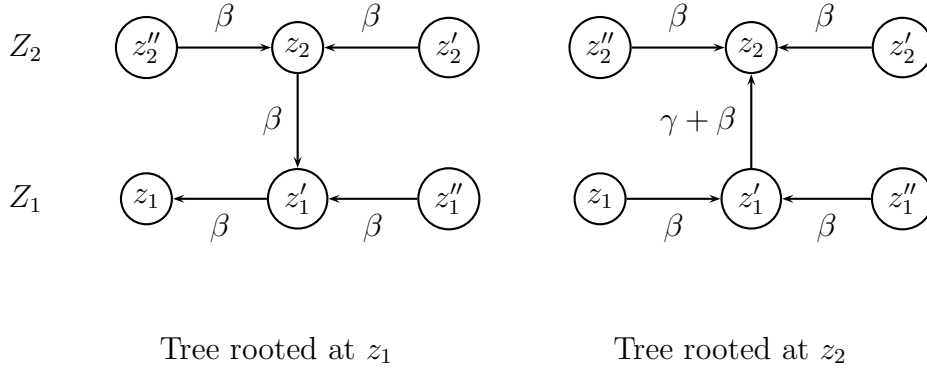 β β β β
Z₂ z₂″ z₂ z₂′ z₂″ z₂ z₂′
β γ + β
Z₁ z₁ z₁′ z₁″ z₁ z₁′ z₁″
β β β β
Tree rooted at z₁ Tree rooted at z₂